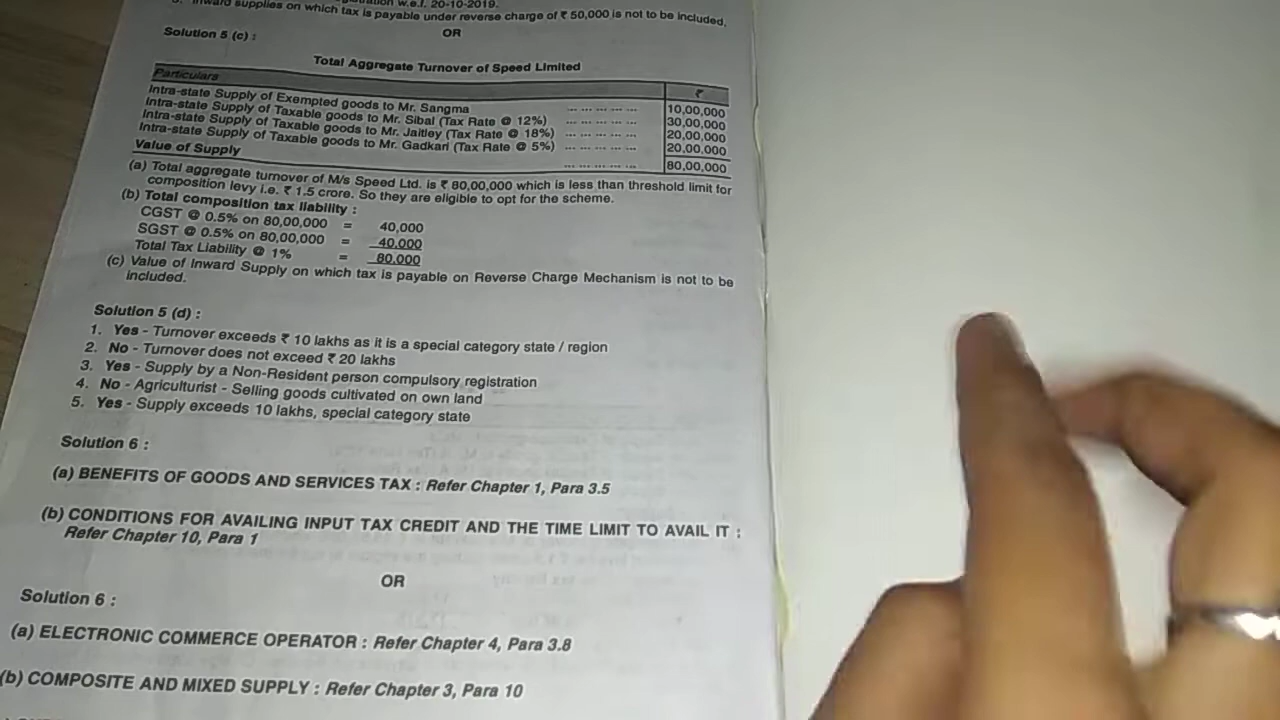 w.e.f. 20-10-2019.
Inward supplies on which tax is payable under reverse charge of ₹ 50,000 is not to be included.
OR
Solution 5 (c) :
Total Aggregate Turnover of Speed Limited
Particulars ₹
Intra-state Supply of Exempted goods to Mr. Sangma ... ... ... ... ... 10,00,000
Intra-state Supply of Taxable goods to Mr. Sibal (Tax Rate @ 12%) ... ... ... ... ... 30,00,000
Intra-state Supply of Taxable goods to Mr. Jaitley (Tax Rate @ 18%) ... ... ... ... ... 20,00,000
Intra-state Supply of Taxable goods to Mr. Gadkari (Tax Rate @ 5%) ... ... ... ... ... 20,00,000
Value of Supply ... ... ... ... ... 80,00,000
(a) Total aggregate turnover of M/s Speed Ltd. is ₹ 80,00,000 which is less than threshold limit for
composition levy i.e. ₹ 1.5 crore. So they are eligible to opt for the scheme.
(b) Total composition tax liability :
CGST @ 0.5% on 80,00,000 = 40,000
SGST @ 0.5% on 80,00,000 = 40,000
Total Tax Liability @ 1% = 80,000
(c) Value of Inward Supply on which tax is payable on Reverse Charge Mechanism is not to be
included.
Solution 5 (d) :
1. Yes - Turnover exceeds ₹ 10 lakhs as it is a special category state / region
2. No - Turnover does not exceed ₹ 20 lakhs
3. Yes - Supply by a Non-Resident person compulsory registration
4. No - Agriculturist - Selling goods cultivated on own land
5. Yes - Supply exceeds 10 lakhs, special category state
Solution 6 :
(a) BENEFITS OF GOODS AND SERVICES TAX : Refer Chapter 1, Para 3.5
(b) CONDITIONS FOR AVAILING INPUT TAX CREDIT AND THE TIME LIMIT TO AVAIL IT :
Refer Chapter 10, Para 1
OR
Solution 6 :
(a) ELECTRONIC COMMERCE OPERATOR : Refer Chapter 4, Para 3.8
(b) COMPOSITE AND MIXED SUPPLY : Refer Chapter 3, Para 10